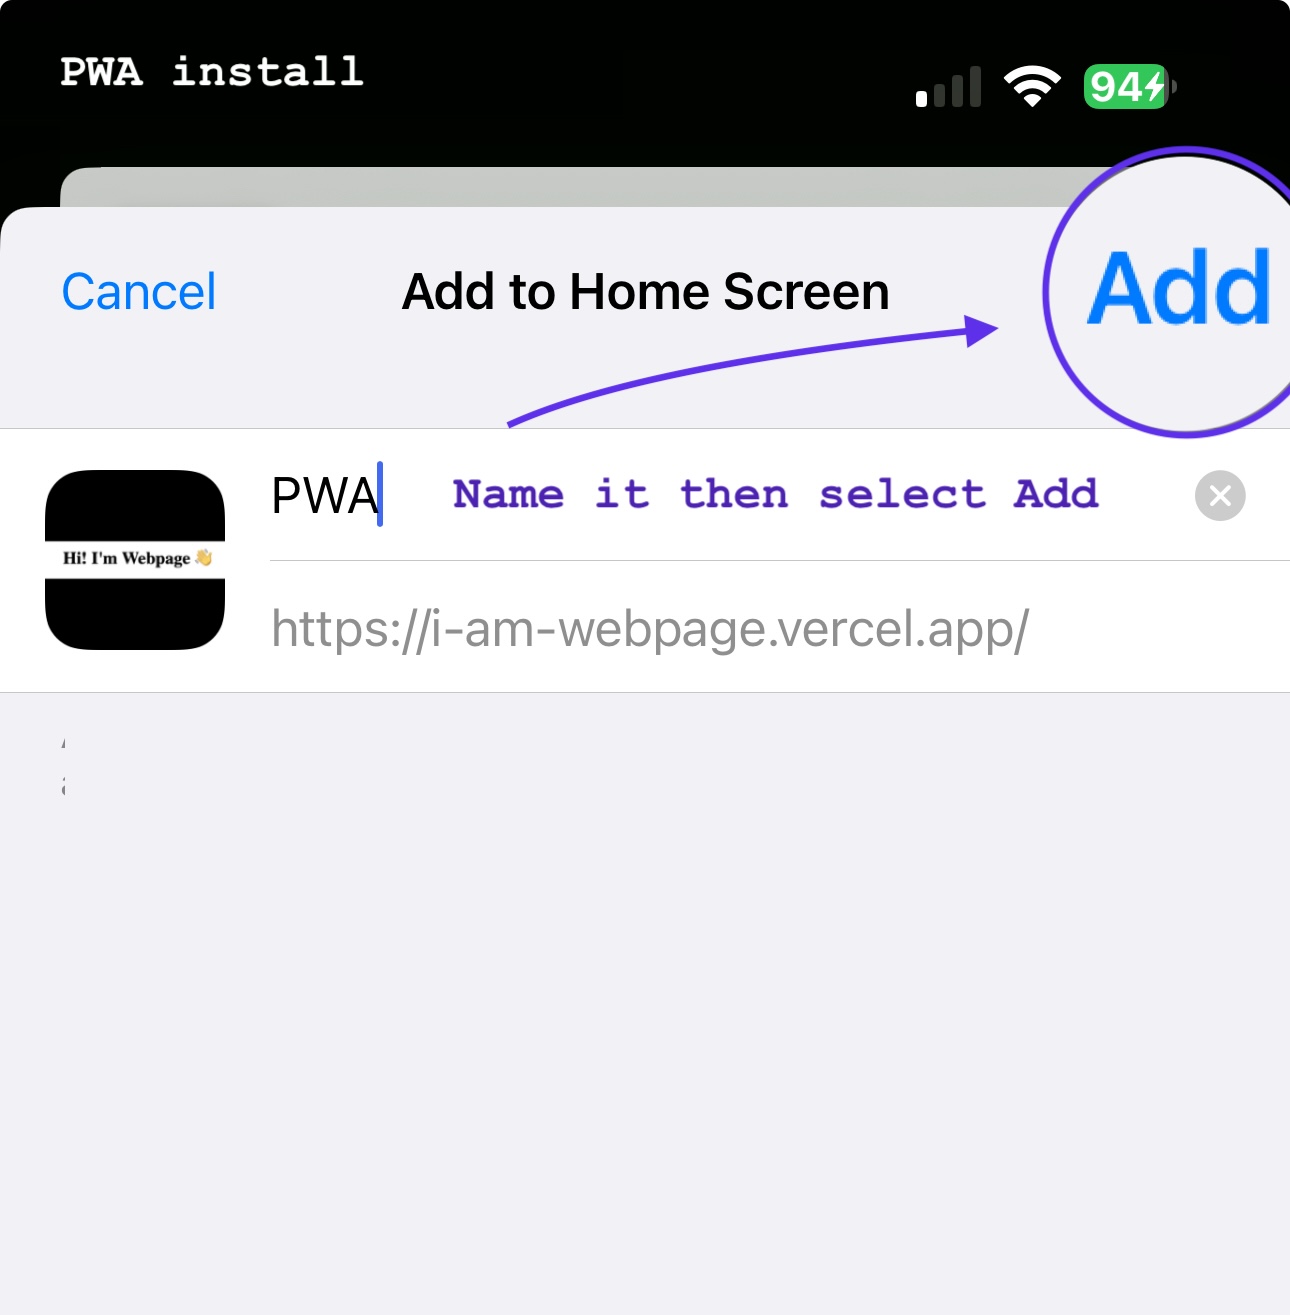 PWA install
94
Cancel
Add to Home Screen
Add
PWA
Name it then select Add
Hi! I'm Webpage 👋
https://i-am-webpage.vercel.app/